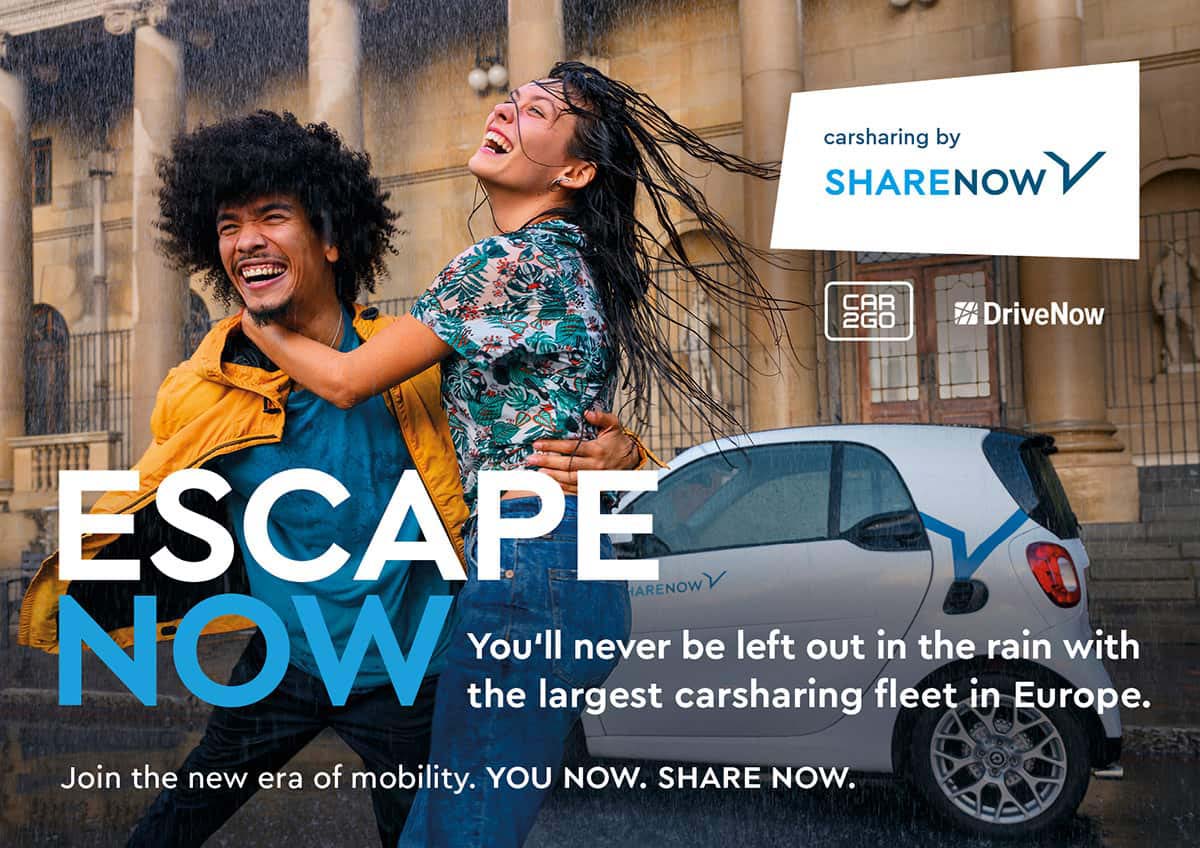 carsharing by
SHARENOW
CAR
2GO
DriveNow
ESCAPE
NOW
HARENOW
You‘ll never be left out in the rain with
the largest carsharing fleet in Europe.
Join the new era of mobility. YOU NOW. SHARE NOW.